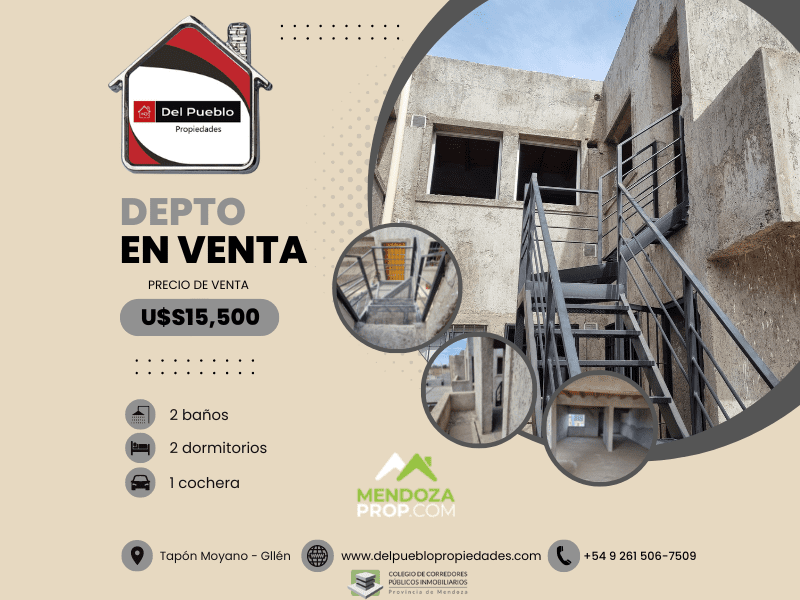 Del Pueblo
Propiedades
DEPTO
EN VENTA
PRECIO DE VENTA
U$S15,500
2 baños
2 dormitorios
1 cochera
MENDOZA
PROP.COM
Tapón Moyano - Gllén
www.delpueblopropiedades.com
+54 9 261 506-7509
COLEGIO DE CORREDORES
PÚBLICOS INMOBILIARIOS
Provincia de Mendoza